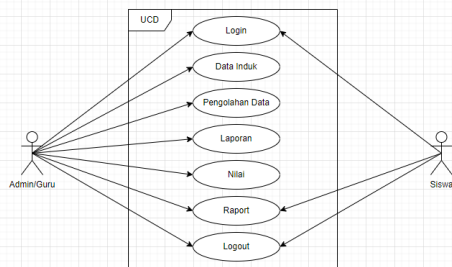 UCD
Login
Data Induk
Pengolahan Data
Laporan
Nilai
Raport
Logout
Admin/Guru
Siswa